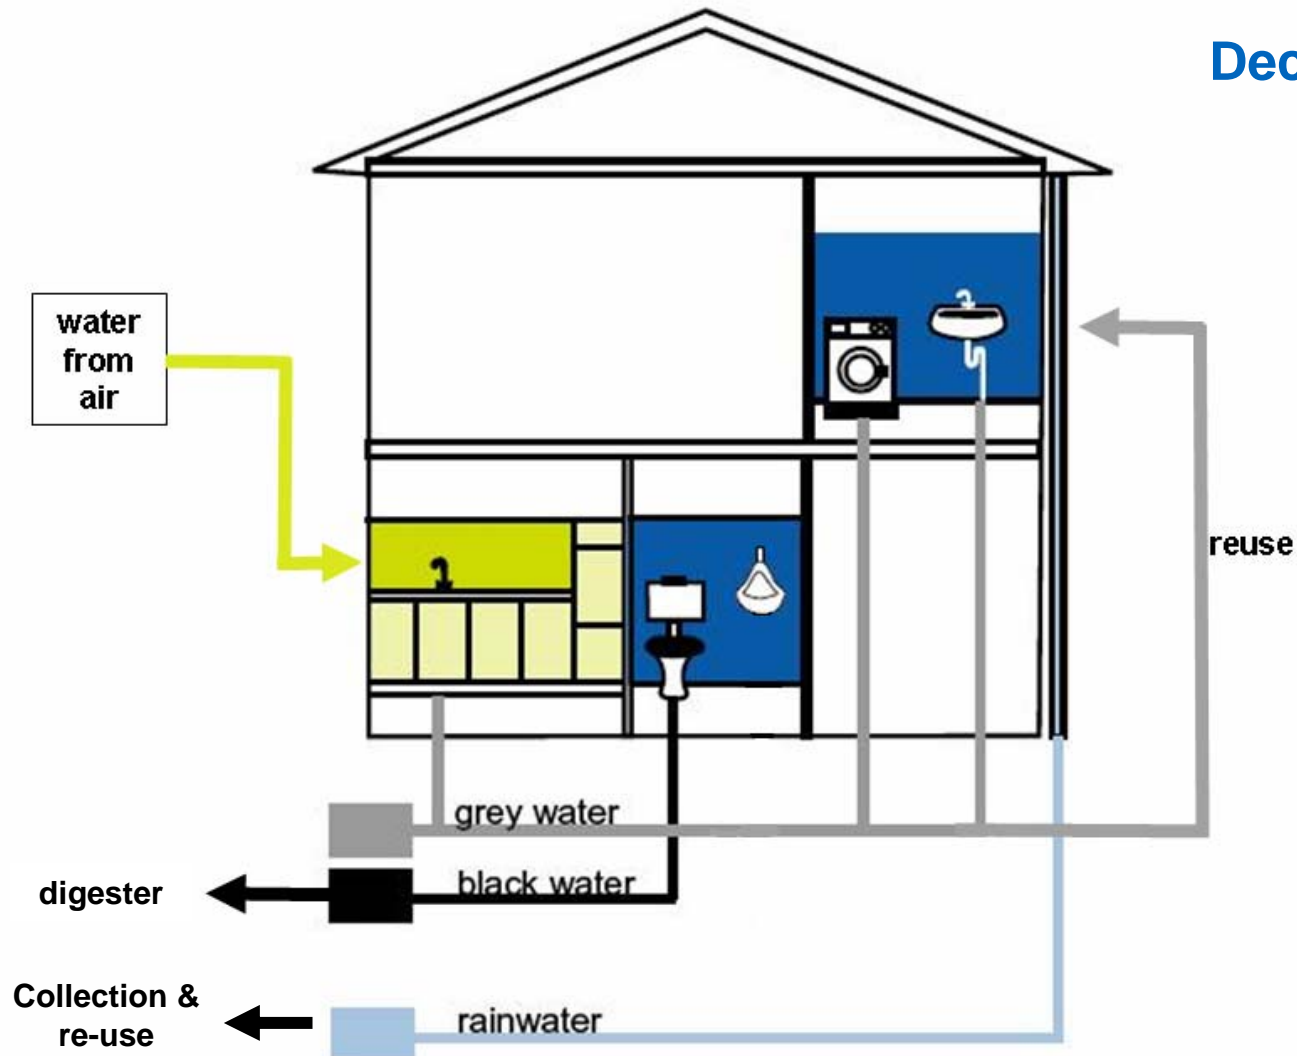 Dec
water
from
air
reuse
grey water
digester
black water
Collection &
re-use
rainwater